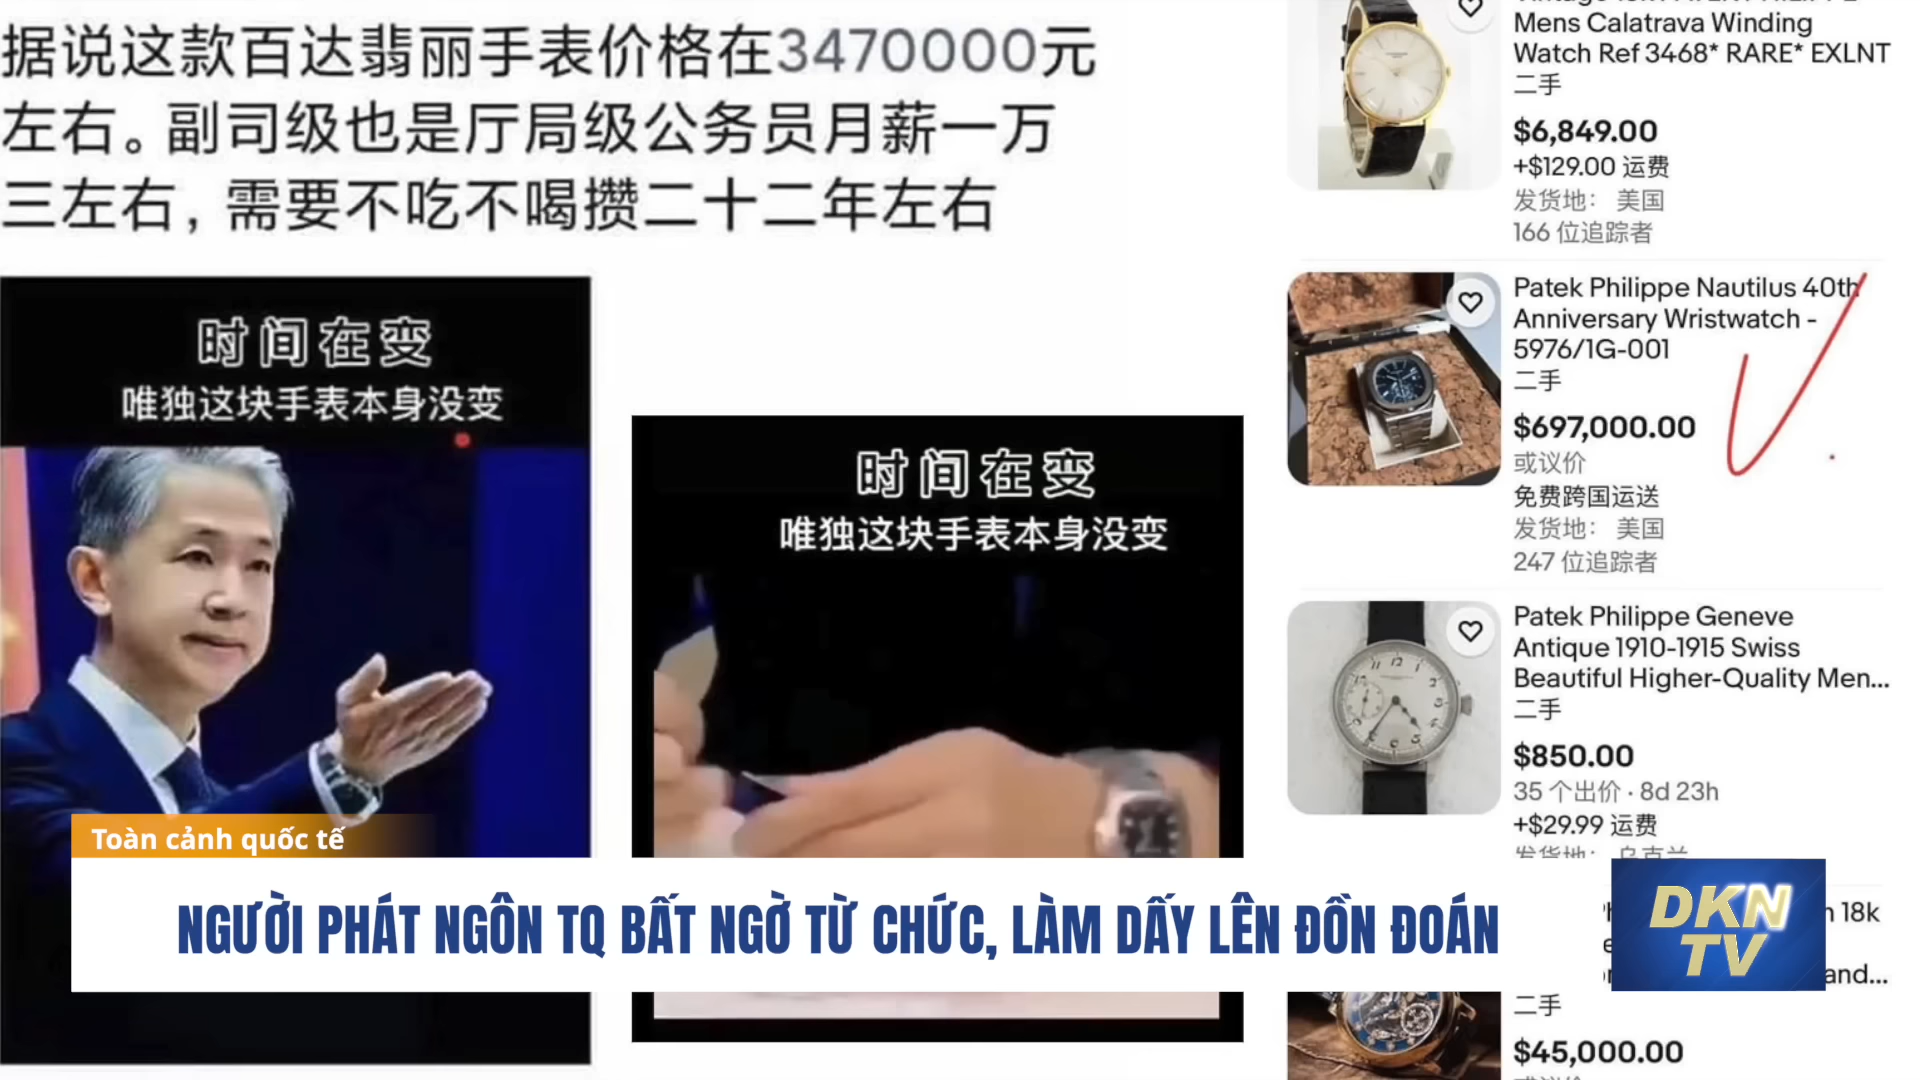 据说这款百达翡丽手表价格在3470000元
左右。副司级也是厅局级公务员月薪一万
三左右，需要不吃不喝攒二十二年左右
时间在变
唯独这块手表本身没变
时间在变
唯独这块手表本身没变
Mens Calatrava Winding
Watch Ref 3468* RARE* EXLNT
二手
$6,849.00
+$129.00 运费
发货地： 美国
166 位追踪者
Patek Philippe Nautilus 40th
Anniversary Wristwatch -
5976/1G-001
二手
$697,000.00
或议价
免费跨国运送
发货地： 美国
247 位追踪者
Patek Philippe Geneve
Antique 1910-1915 Swiss
Beautiful Higher-Quality Men...
二手
$850.00
35 个出价 · 8d 23h
+$29.99 运费
18k
and...
二手
$45,000.00
Toàn cảnh quốc tế
NGƯỜI PHÁT NGÔN TQ BẤT NGỜ TỪ CHỨC, LÀM DẤY LÊN ĐỒN ĐOÁN
DKN
TV